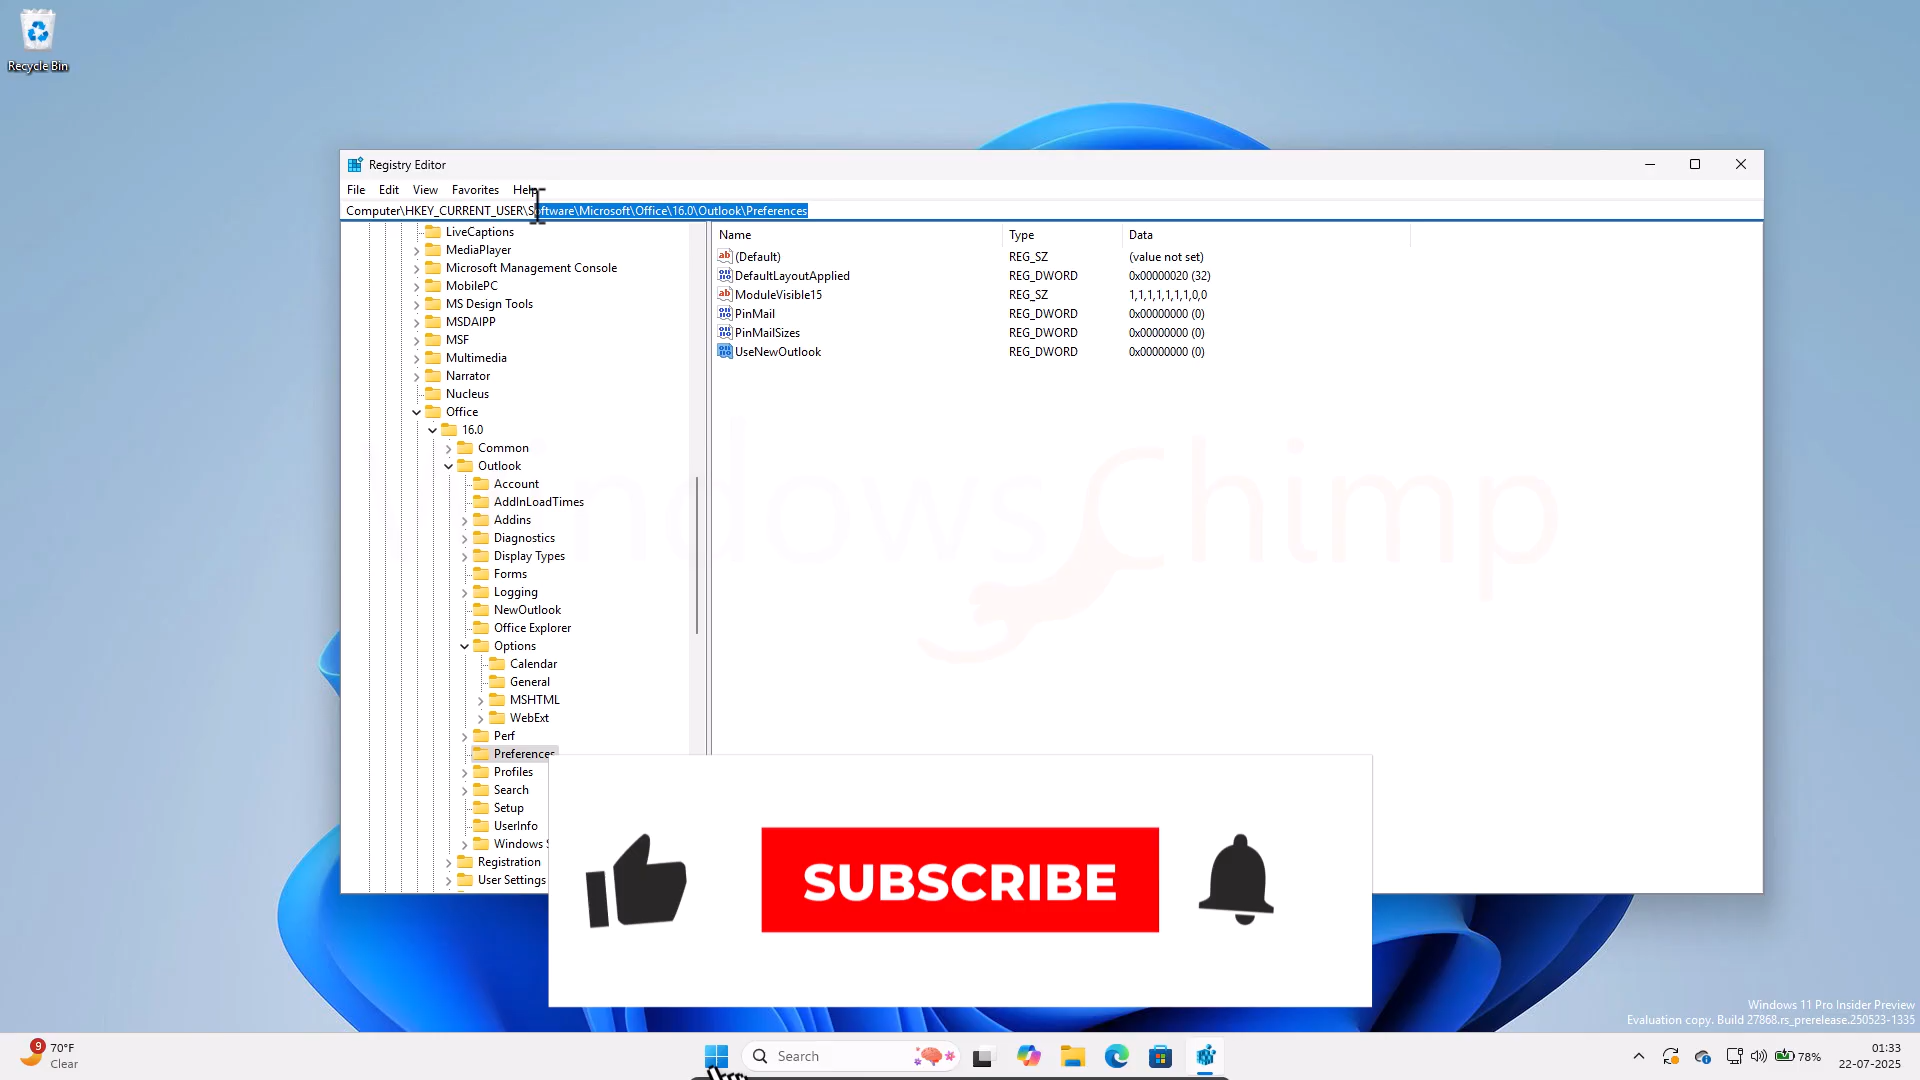 Recycle Bin
Registry Editor
File Edit View Favorites Help
Computer\HKEY_CURRENT_USER\Software\Microsoft\Office\16.0\Outlook\Preferences
LiveCaptions
MediaPlayer
Microsoft Management Console
MobilePC
MS Design Tools
MSDAIPP
MSF
Multimedia
Narrator
Nucleus
Office
16.0
Common
Outlook
Account
AddInLoadTimes
Addins
Diagnostics
Display Types
Forms
Logging
NewOutlook
Office Explorer
Options
Calendar
General
MSHTML
WebExt
Perf
Preferences
Profiles
Search
Setup
UserInfo
Windows S
Registration
User Settings
Name Type Data
(Default) REG_SZ (value not set)
DefaultLayoutApplied REG_DWORD 0x00000020 (32)
ModuleVisible15 REG_SZ 1,1,1,1,1,1,0,0
PinMail REG_DWORD 0x00000000 (0)
PinMailSizes REG_DWORD 0x00000000 (0)
UseNewOutlook REG_DWORD 0x00000000 (0)
indows Chimp
SUBSCRIBE
Windows 11 Pro Insider Preview
Evaluation copy. Build 27868.rs_prerelease.250523-1335
9
70°F
Clear
Search
78%
01:33
22-07-2025